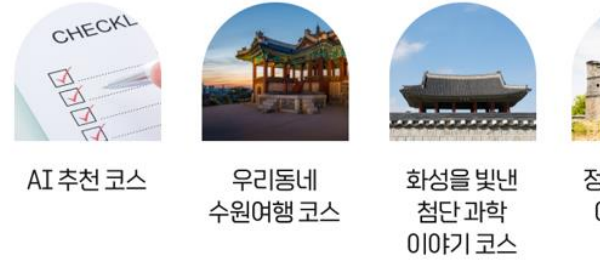 CHECKL
AI 추천 코스
우리동네
수원여행 코스
화성을 빛낸
첨단 과학
이야기 코스
정